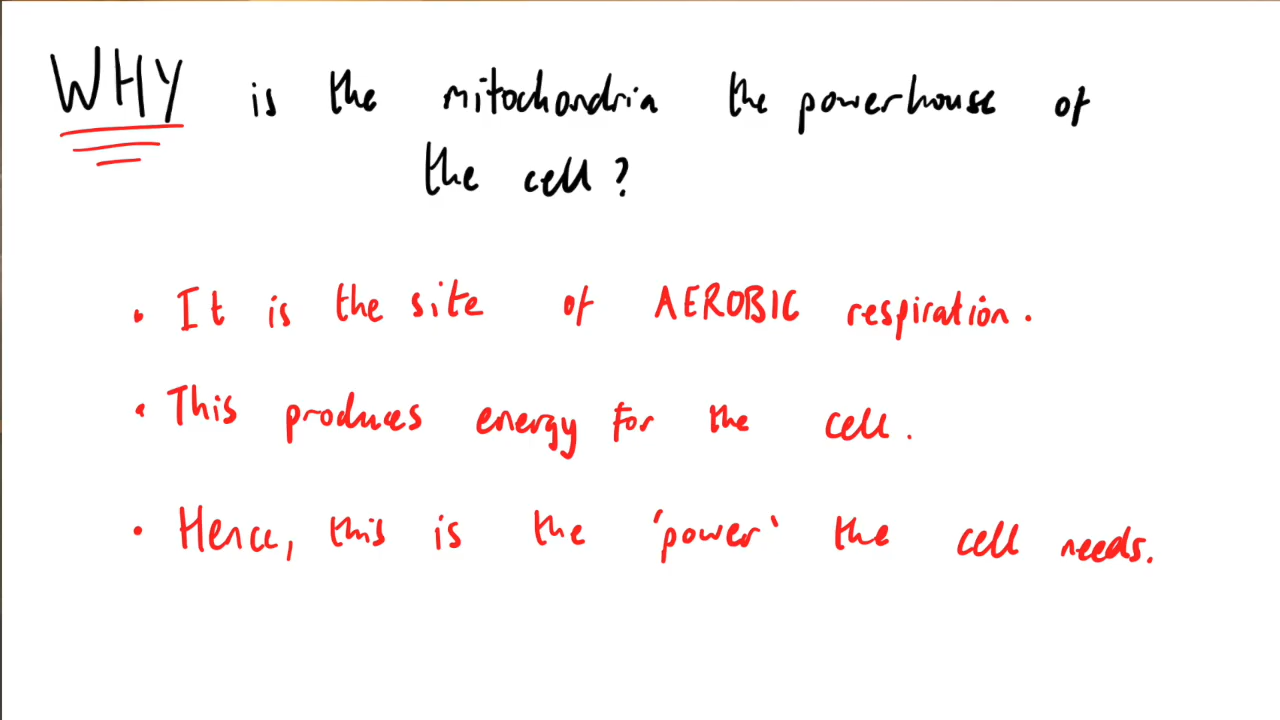 WHY is the mitochondria the powerhouse of
the cell?
• It is the site of AEROBIC respiration.
• This produces energy for the cell.
• Hence, this is the 'power' the cell needs.